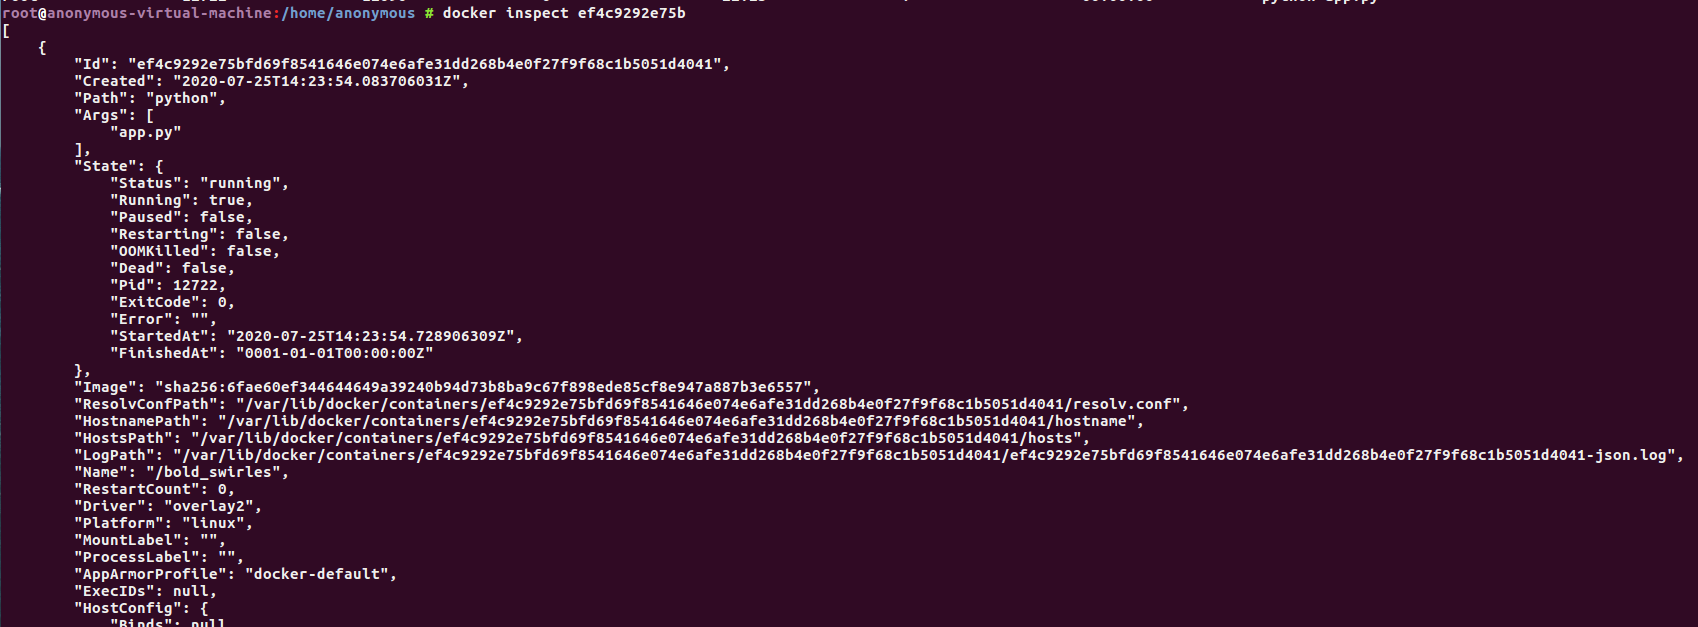 root@anonymous-virtual-machine:/home/anonymous # docker inspect ef4c9292e75b
[
    {
        "Id": "ef4c9292e75bfd69f8541646e074e6afe31dd268b4e0f27f9f68c1b5051d4041",
        "Created": "2020-07-25T14:23:54.083706031Z",
        "Path": "python",
        "Args": [
            "app.py"
        ],
        "State": {
            "Status": "running",
            "Running": true,
            "Paused": false,
            "Restarting": false,
            "OOMKilled": false,
            "Dead": false,
            "Pid": 12722,
            "ExitCode": 0,
            "Error": "",
            "StartedAt": "2020-07-25T14:23:54.728906309Z",
            "FinishedAt": "0001-01-01T00:00:00Z"
        },
        "Image": "sha256:6fae60ef344644649a39240b94d73b8ba9c67f898ede85cf8e947a887b3e6557",
        "ResolvConfPath": "/var/lib/docker/containers/ef4c9292e75bfd69f8541646e074e6afe31dd268b4e0f27f9f68c1b5051d4041/resolv.conf",
        "HostnamePath": "/var/lib/docker/containers/ef4c9292e75bfd69f8541646e074e6afe31dd268b4e0f27f9f68c1b5051d4041/hostname",
        "HostsPath": "/var/lib/docker/containers/ef4c9292e75bfd69f8541646e074e6afe31dd268b4e0f27f9f68c1b5051d4041/hosts",
        "LogPath": "/var/lib/docker/containers/ef4c9292e75bfd69f8541646e074e6afe31dd268b4e0f27f9f68c1b5051d4041/ef4c9292e75bfd69f8541646e074e6afe31dd268b4e0f27f9f68c1b5051d4041-json.log",
        "Name": "/bold_swirles",
        "RestartCount": 0,
        "Driver": "overlay2",
        "Platform": "linux",
        "MountLabel": "",
        "ProcessLabel": "",
        "AppArmorProfile": "docker-default",
        "ExecIDs": null,
        "HostConfig": {
            "Binds": null